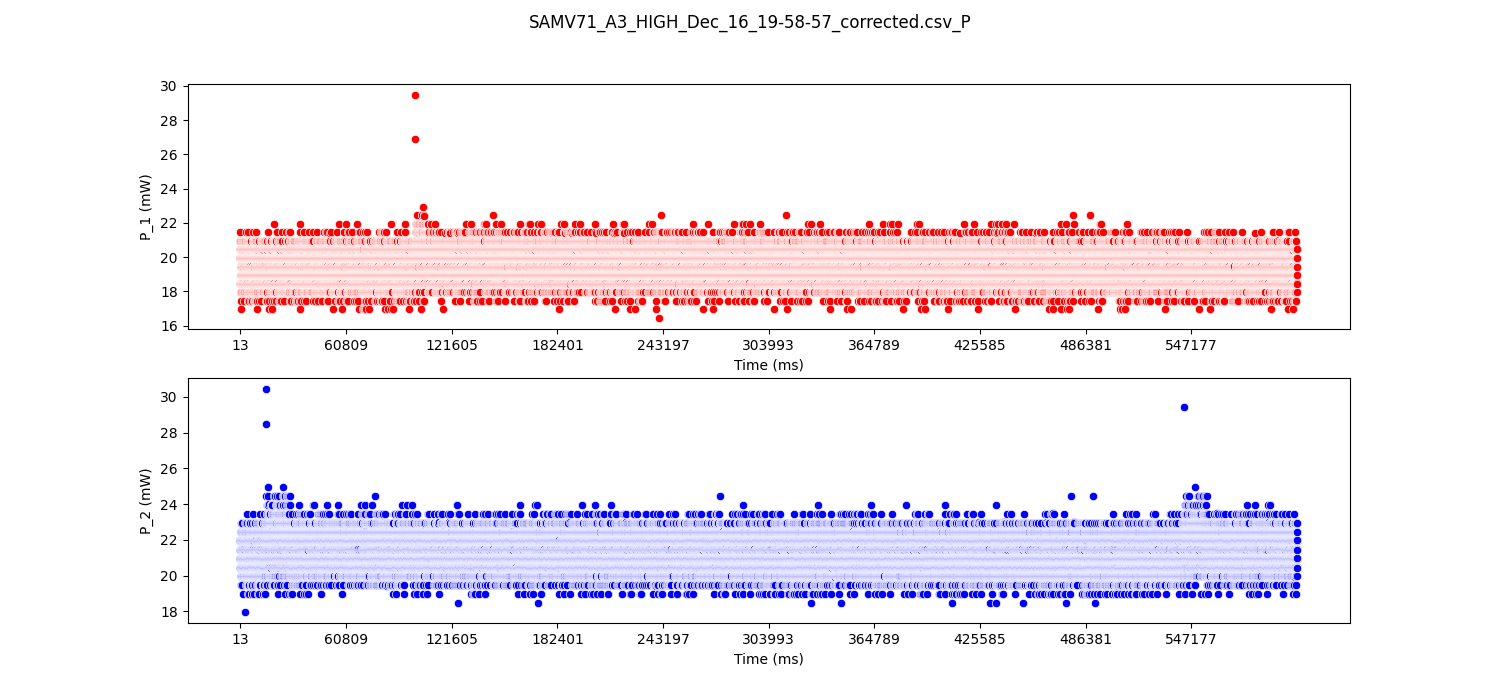 SAMV71_A3_HIGH_Dec_16_19-58-57_corrected.csv_P
30
28
26
24
22
20
18
16
P_1 (mW)
13 60809 121605 182401 243197 303993 364789 425585 486381 547177
Time (ms)
30
28
26
24
22
20
18
P_2 (mW)
13 60809 121605 182401 243197 303993 364789 425585 486381 547177
Time (ms)